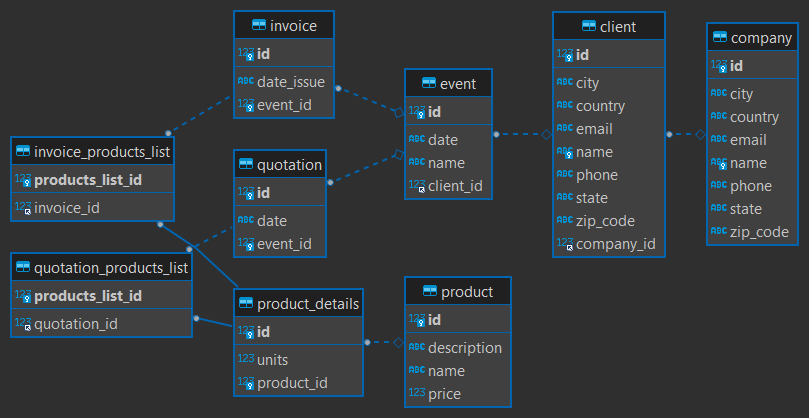 invoice
123 id
ABC date_issue
123 event_id
invoice_products_list
123 products_list_id
123 invoice_id
quotation
123 id
ABC date
123 event_id
quotation_products_list
123 products_list_id
123 quotation_id
product_details
123 id
123 units
123 product_id
event
123 id
ABC date
ABC name
123 client_id
product
123 id
ABC description
ABC name
123 price
client
123 id
ABC city
ABC country
ABC email
ABC name
ABC phone
ABC state
ABC zip_code
123 company_id
company
123 id
ABC city
ABC country
ABC email
ABC name
ABC phone
ABC state
ABC zip_code